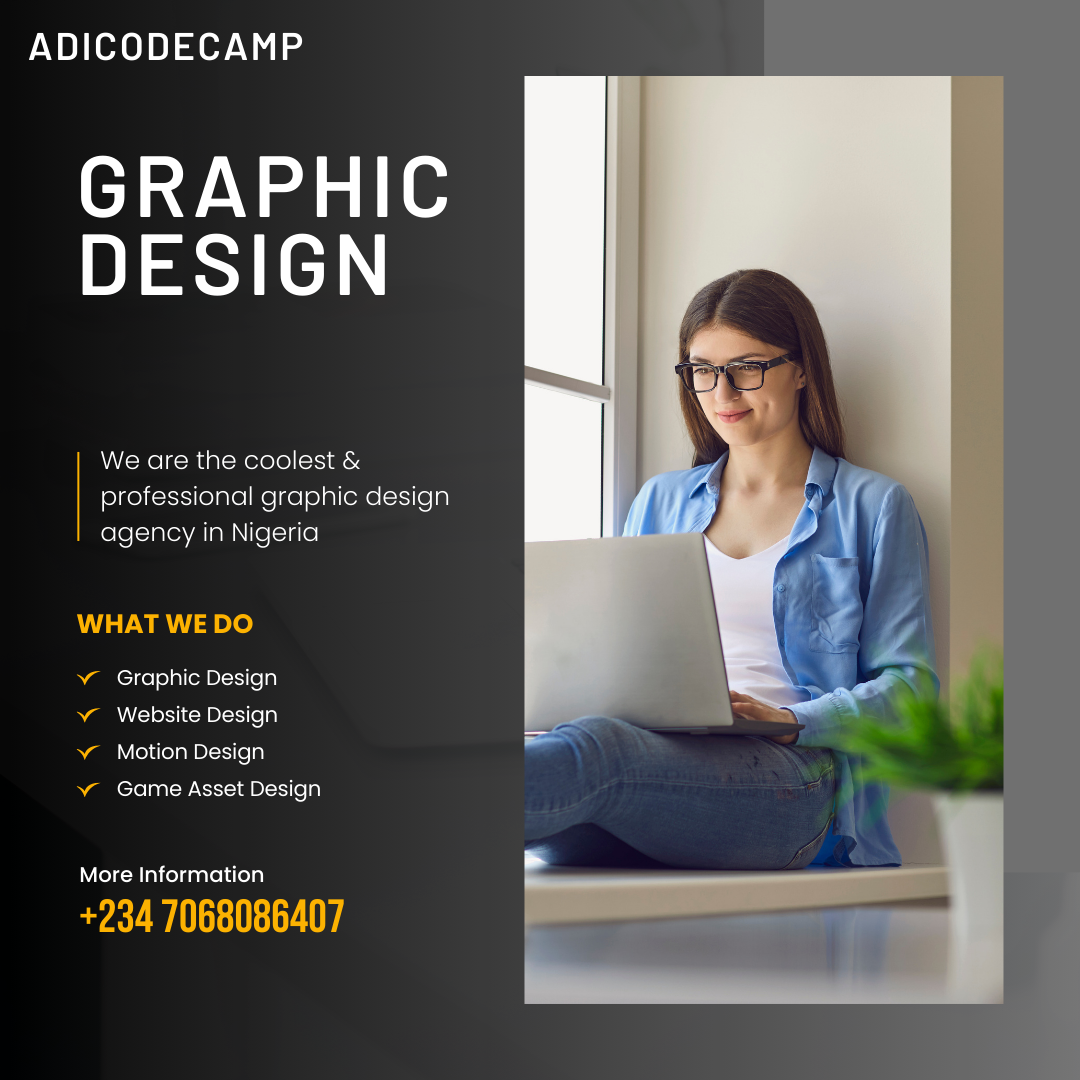 ADICODECAMP
GRAPHIC
DESIGN
We are the coolest &
professional graphic design
agency in Nigeria
WHAT WE DO
Graphic Design
Website Design
Motion Design
Game Asset Design
More Information
+234 7068086407